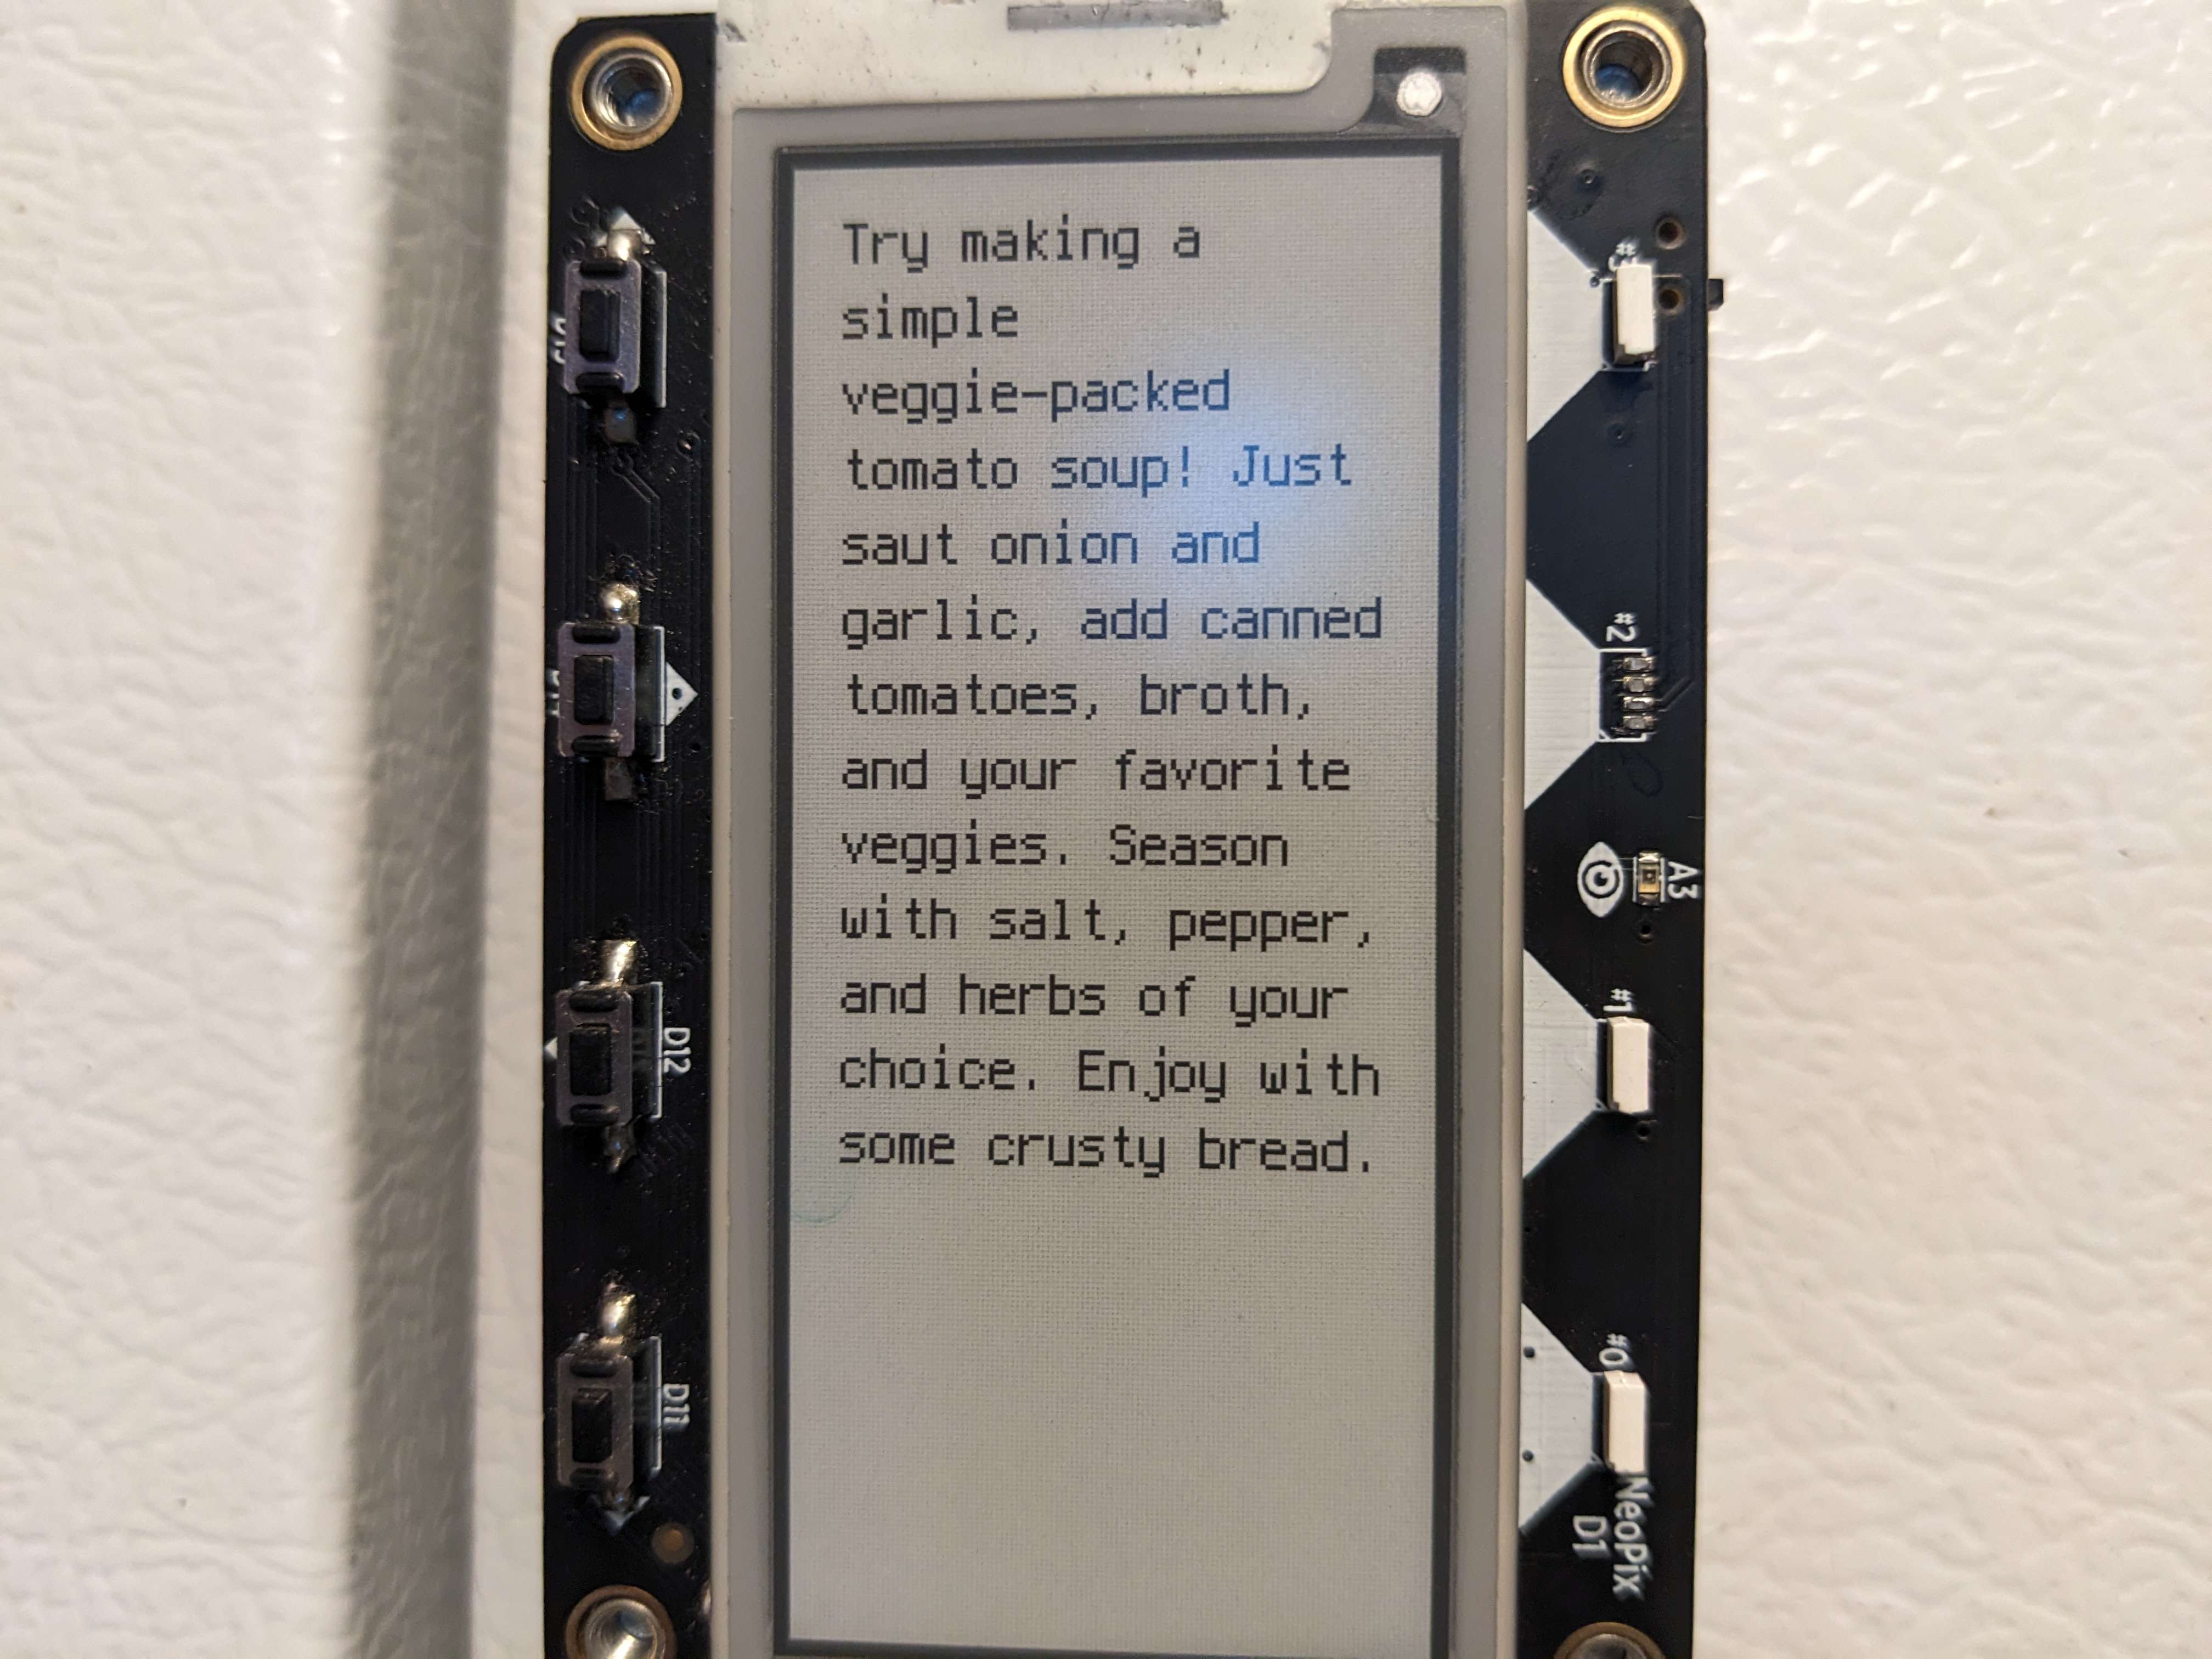 Try making a
simple
veggie-packed
tomato soup! Just
saut onion and
garlic, add canned
tomatoes, broth,
and your favorite
veggies. Season
with salt, pepper,
and herbs of your
choice. Enjoy with
some crusty bread.
D12
D11
#3
#2
A3
#1
#0
NeoPix
D1